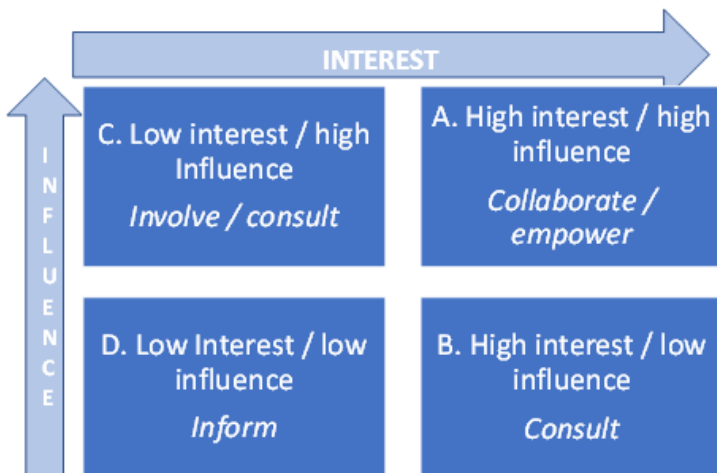 INTEREST
INFLUENCE
C. Low interest / high
Influence
Involve / consult
A. High interest / high
influence
Collaborate /
empower
D. Low Interest / low
influence
Inform
B. High interest / low
influence
Consult